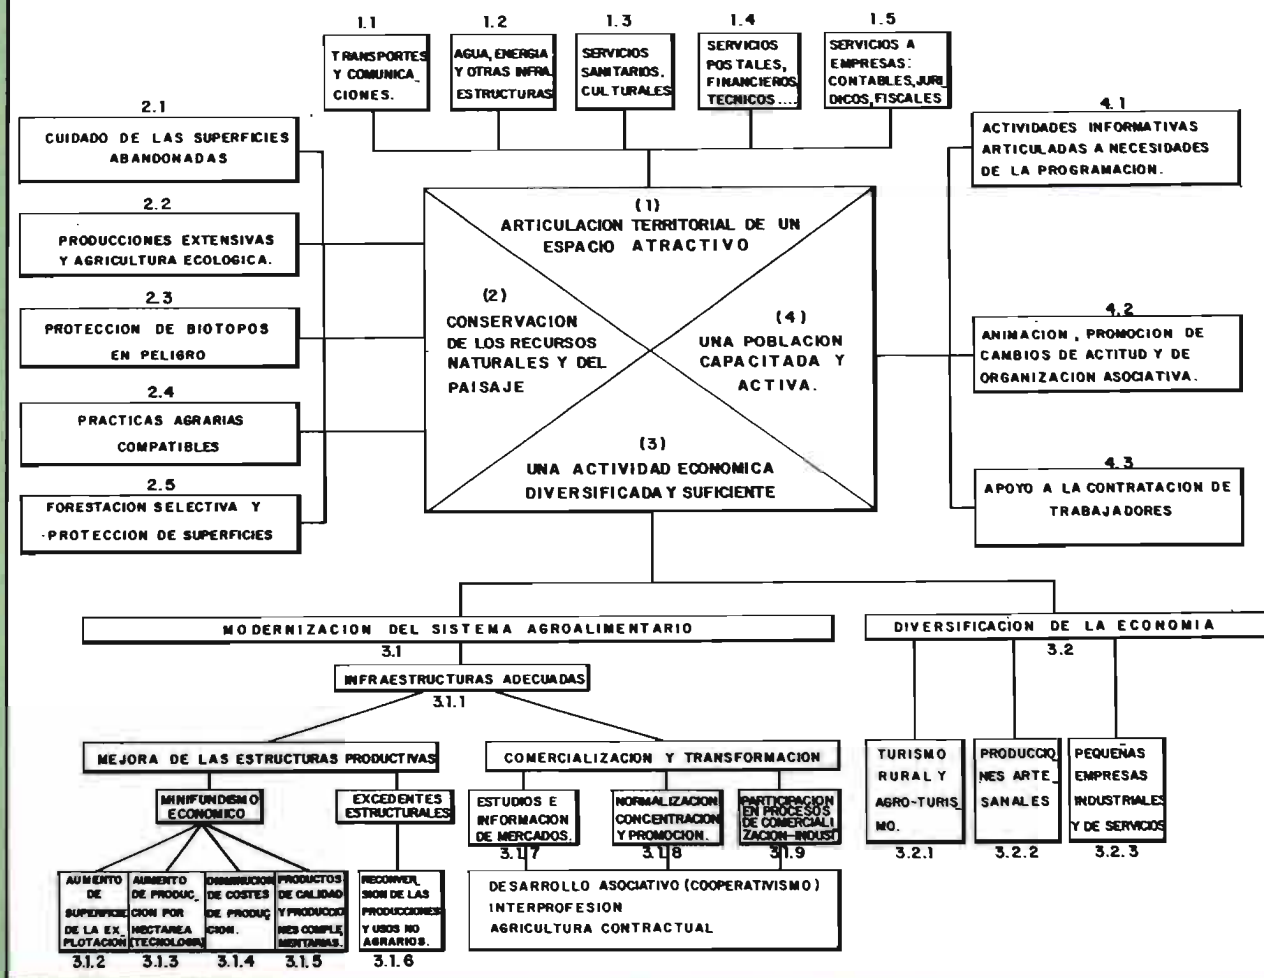 1.1
TRANSPORTES
Y COMUNICA_
CIONES.
1.2
AGUA, ENERGIA
Y OTRAS INFRA_
ESTRUCTURAS
1.3
SERVICIOS
SANITARIOS.
CULTURALES
1.4
SERVICIOS
POSTALES,
FINANCIEROS
TECNICOS....
1.5
SERVICIOS A
EMPRESAS:
CONTABLES, JURI
DICOS, FISCALES
2.1
CUIDADO DE LAS SUPERFICIES
ABANDONADAS
2.2
PRODUCCIONES EXTENSIVAS
Y AGRICULTURA ECOLOGICA.
2.3
PROTECCION DE BIOTOPOS
EN PELIGRO
2.4
PRACTICAS AGRARIAS
COMPATIBLES
2.5
FORESTACION SELECTIVA Y
PROTECCION DE SUPERFICIES
(1)
ARTICULACION TERRITORIAL DE UN
ESPACIO ATRACTIVO
(2)
CONSERVACION
DE LOS RECURSOS
NATURALES Y DEL
PAISAJE
(4)
UNA POBLACION
CAPACITADA Y
ACTIVA.
(3)
UNA ACTIVIDAD ECONOMICA
DIVERSIFICADA Y SUFICIENTE
4.1
ACTIVIDADES INFORMATIVAS
ARTICULADAS A NECESIDADES
DE LA PROGRAMACION.
4.2
ANIMACION, PROMOCION DE
CAMBIOS DE ACTITUD Y DE
ORGANIZACION ASOCIATIVA.
4.3
APOYO A LA CONTRATACION DE
TRABAJADORES
MODERNIZACION DEL SISTEMA AGROALIMENTARIO
3.1
INFRAESTRUCTURAS ADECUADAS
3.1.1
DIVERSIFICACION DE LA ECONOMIA
3.2
MEJORA DE LAS ESTRUCTURAS PRODUCTIVAS
MINIFUNDISMO
ECONOMICO
EXCEDENTES
ESTRUCTURALES
COMERCIALIZACION Y TRANSFORMACION
ESTUDIOS E
INFORMACION
DE MERCADOS.
3.1.7
NORMALIZACION
CONCENTRACION
Y PROMOCION.
3.1.8
PARTICIPACION
EN PROCESOS
DE COMERCIALI
ZACION-INDUST
3.1.9
TURISMO
RURAL Y
AGRO-TURIS_
MO.
3.2.1
PRODUCCIO_
NES ARTE_
SANALES
3.2.2
PEQUEÑAS
EMPRESAS
INDUSTRIALES
Y DE SERVICIOS
3.2.3
AUMENTO
DE
SUPERFICIE
DE LA EX_
PLOTACION
3.1.2
AUMENTO
DE PRODUC_
CION POR
HECTAREA
(TECNOLOGIA)
3.1.3
DISMINUCION
DE COSTES
DE PRODUC_
CION.
3.1.4
PRODUCTOS
DE CALIDAD
Y PRODUCCIO
NES COMPLE_
MENTARIAS.
3.1.5
RECONVER_
SION DE LAS
PRODUCCIONES
Y USOS NO
AGRARIOS.
3.1.6
DESARROLLO ASOCIATIVO (COOPERATIVISMO)
INTERPROFESION
AGRICULTURA CONTRACTUAL